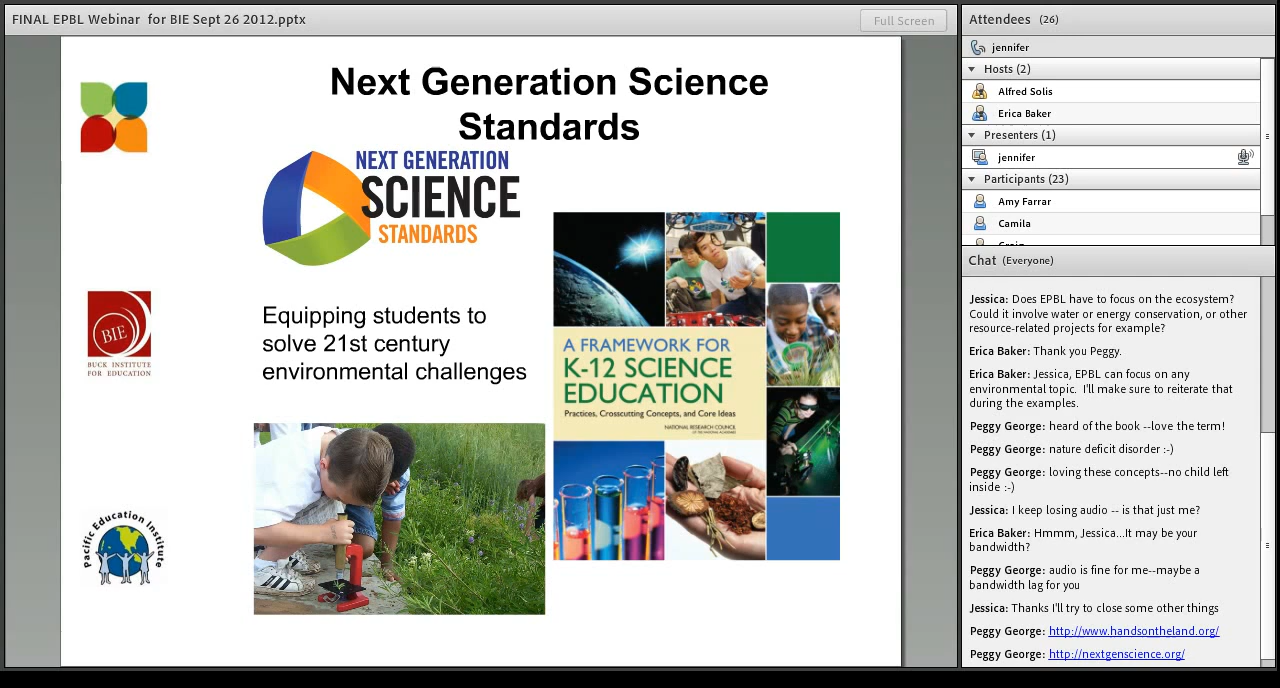 FINAL EPBL Webinar for BIE Sept 26 2012.pptx
Full Screen
Next Generation Science
Standards
NEXT GENERATION
SCIENCE
STANDARDS
BIE
BUCK INSTITUTE
FOR EDUCATION
Equipping students to
solve 21st century
environmental challenges
A FRAMEWORK FOR
K-12 SCIENCE
EDUCATION
Practices, Crosscutting Concepts, and Core Ideas
NATIONAL RESEARCH COUNCIL
OF THE NATIONAL ACADEMIES
Pacific Education Institute
Attendees (26)
jennifer
Hosts (2)
Alfred Solis
Erica Baker
Presenters (1)
jennifer
Participants (23)
Amy Farrar
Camila
Craig
Chat (Everyone)
Jessica: Does EPBL have to focus on the ecosystem?
Could it involve water or energy conservation, or other
resource-related projects for example?
Erica Baker: Thank you Peggy.
Erica Baker: Jessica, EPBL can focus on any
environmental topic. I'll make sure to reiterate that
during the examples.
Peggy George: heard of the book --love the term!
Peggy George: nature deficit disorder :-)
Peggy George: loving these concepts--no child left
inside :-)
Jessica: I keep losing audio -- is that just me?
Erica Baker: Hmmm, Jessica...It may be your
bandwidth?
Peggy George: audio is fine for me--maybe a
bandwidth lag for you
Jessica: Thanks I'll try to close some other things
Peggy George: http://www.handsontheland.org/
Peggy George: http://nextgenscience.org/